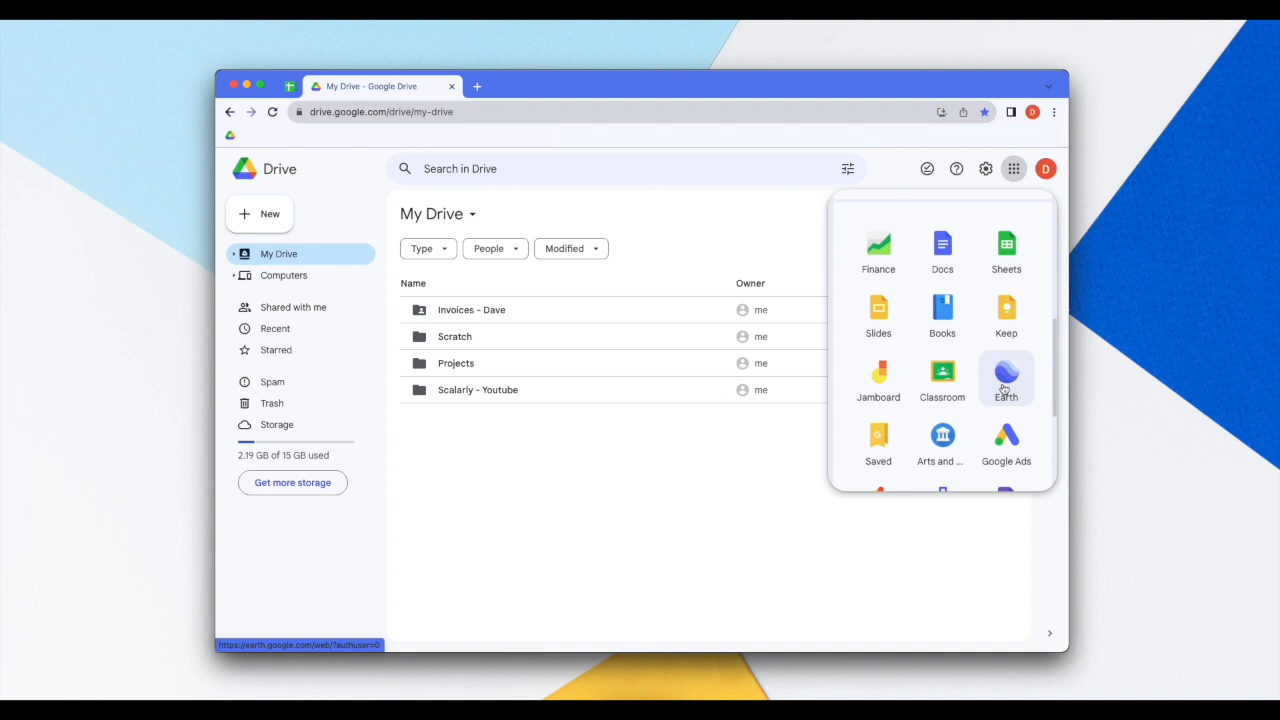 My Drive - Google Drive
drive.google.com/drive/my-drive
D
Drive
Search in Drive
D
New
My Drive
Computers
Shared with me
Recent
Starred
Spam
Trash
Storage
2.19 GB of 15 GB used
Get more storage
My Drive
Type People Modified
Name Owner
Invoices - Dave me
Scratch me
Projects me
Scalarly - Youtube me
Finance Docs Sheets
Slides Books Keep
Jamboard Classroom Earth
Saved Arts and ... Google Ads
https://earth.google.com/web/?authuser=0